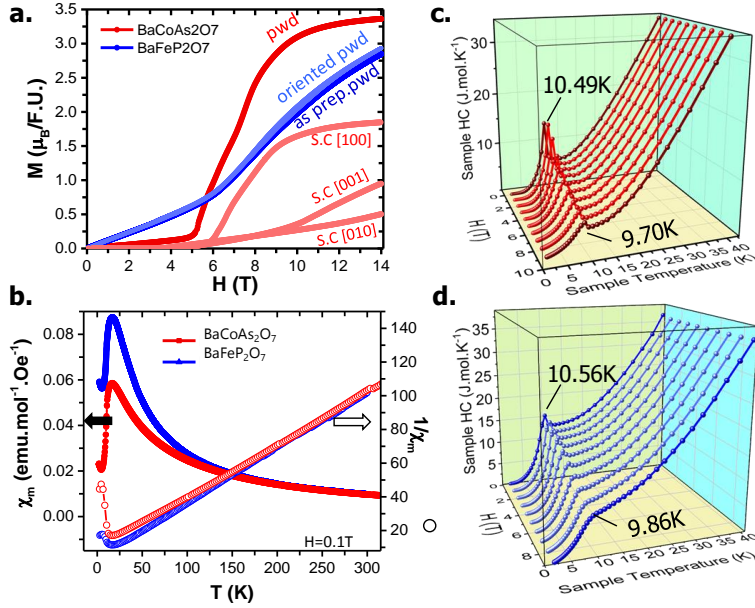 a.
BaCoAs2O7
BaFeP2O7
pwd
oriented pwd
as prep.pwd
S.C [100]
S.C [001]
S.C [010]
M (μB/F.U.)
3.5
3.0
2.5
2.0
1.5
1.0
0.5
0.0
0 2 4 6 8 10 12 14
H (T)
b.
BaCoAs2O7
BaFeP2O7
χm (emu.mol-1.Oe-1)
0.08
0.06
0.04
0.02
0.00
1/χm
140
120
100
80
60
40
20
H=0.1T
0 50 100 150 200 250 300
T (K)
c.
Sample HC (J.mol.K-1)
30
20
10
10.49K
9.70K
0
2
4
6
8
10
H (T)
0 5 10 15 20 25 30 35 40
Sample Temperature (K)
d.
Sample HC (J.mol.K-1)
35
30
25
20
15
10
5
10.56K
9.86K
0
2
4
6
8
H (T)
0 5 10 15 20 25 30 35 40
Sample Temperature (K)